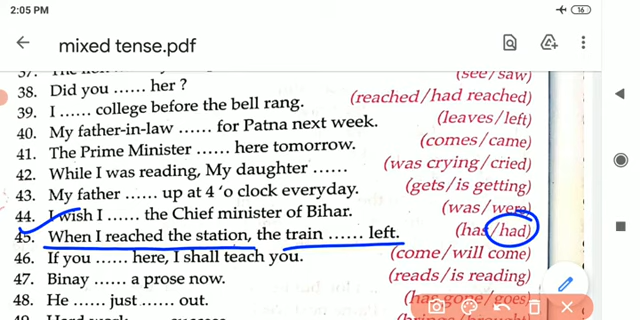 2:05 PM
16
mixed tense.pdf
(see/saw)
38. Did you ...... her ?
39. I ...... college before the bell rang. (reached/had reached)
40. My father-in-law ...... for Patna next week. (leaves/left)
41. The Prime Minister ...... here tomorrow. (comes/came)
42. While I was reading, My daughter ...... (was crying/cried)
43. My father ...... up at 4 'o clock everyday. (gets/is getting)
44. I wish I ...... the Chief minister of Bihar. (was/were)
45. When I reached the station, the train ...... left. (has/had)
46. If you ...... here, I shall teach you. (come/will come)
47. Binay ...... a prose now. (reads/is reading)
48. He ...... just ...... out. (has gone/goes)